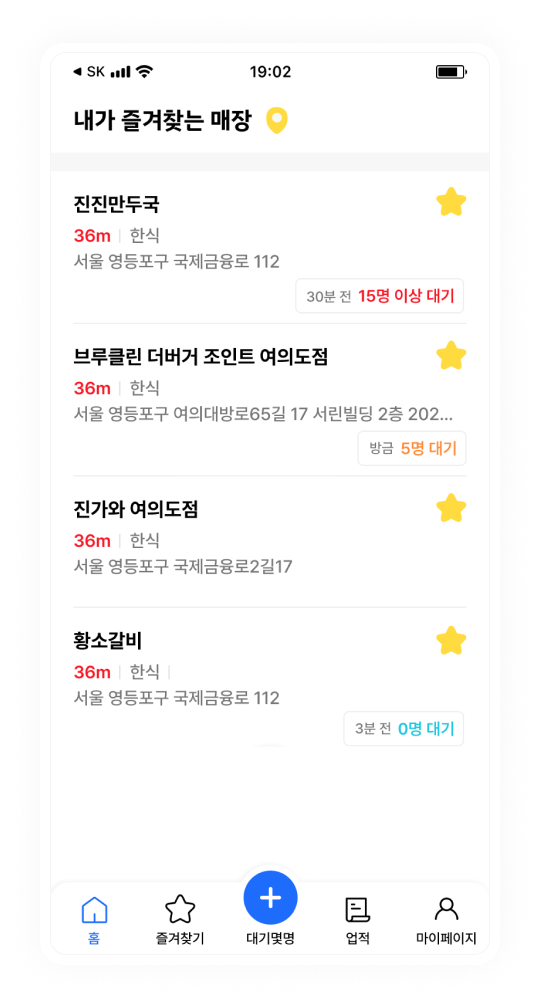 SK
19:02
내가 즐겨찾는 매장
진진만두국
36m 한식
서울 영등포구 국제금융로 112
30분 전 15명 이상 대기
브루클린 더버거 조인트 여의도점
36m 한식
서울 영등포구 여의대방로65길 17 서린빌딩 2층 202...
방금 5명 대기
진가와 여의도점
36m 한식
서울 영등포구 국제금융로2길17
황소갈비
36m 한식
서울 영등포구 국제금융로 112
3분 전 0명 대기
홈
즐겨찾기
대기몇명
업적
마이페이지